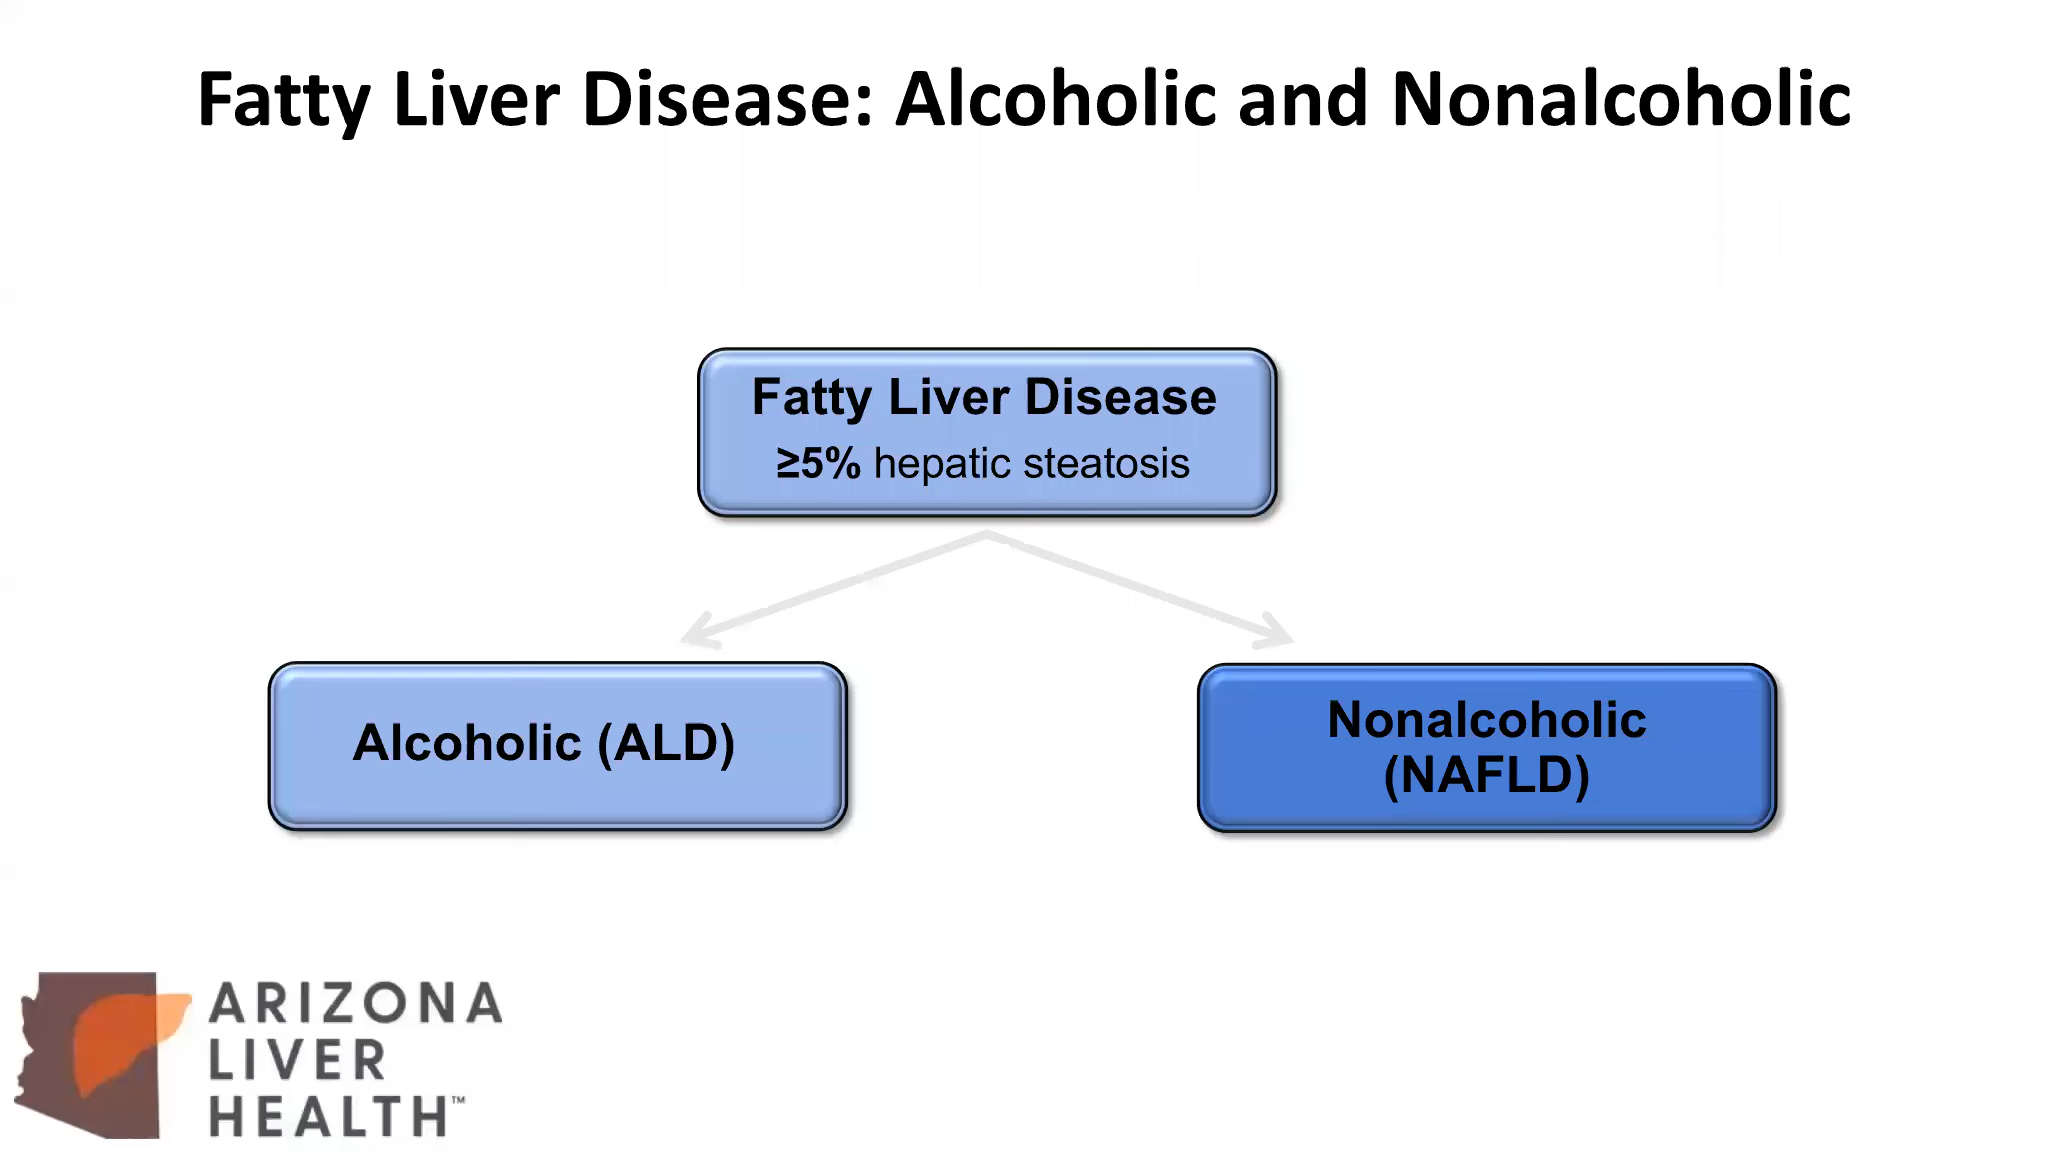 Fatty Liver Disease: Alcoholic and Nonalcoholic
Fatty Liver Disease
≥5% hepatic steatosis
Alcoholic (ALD)
Nonalcoholic
(NAFLD)
ARIZONA
LIVER
HEALTH™